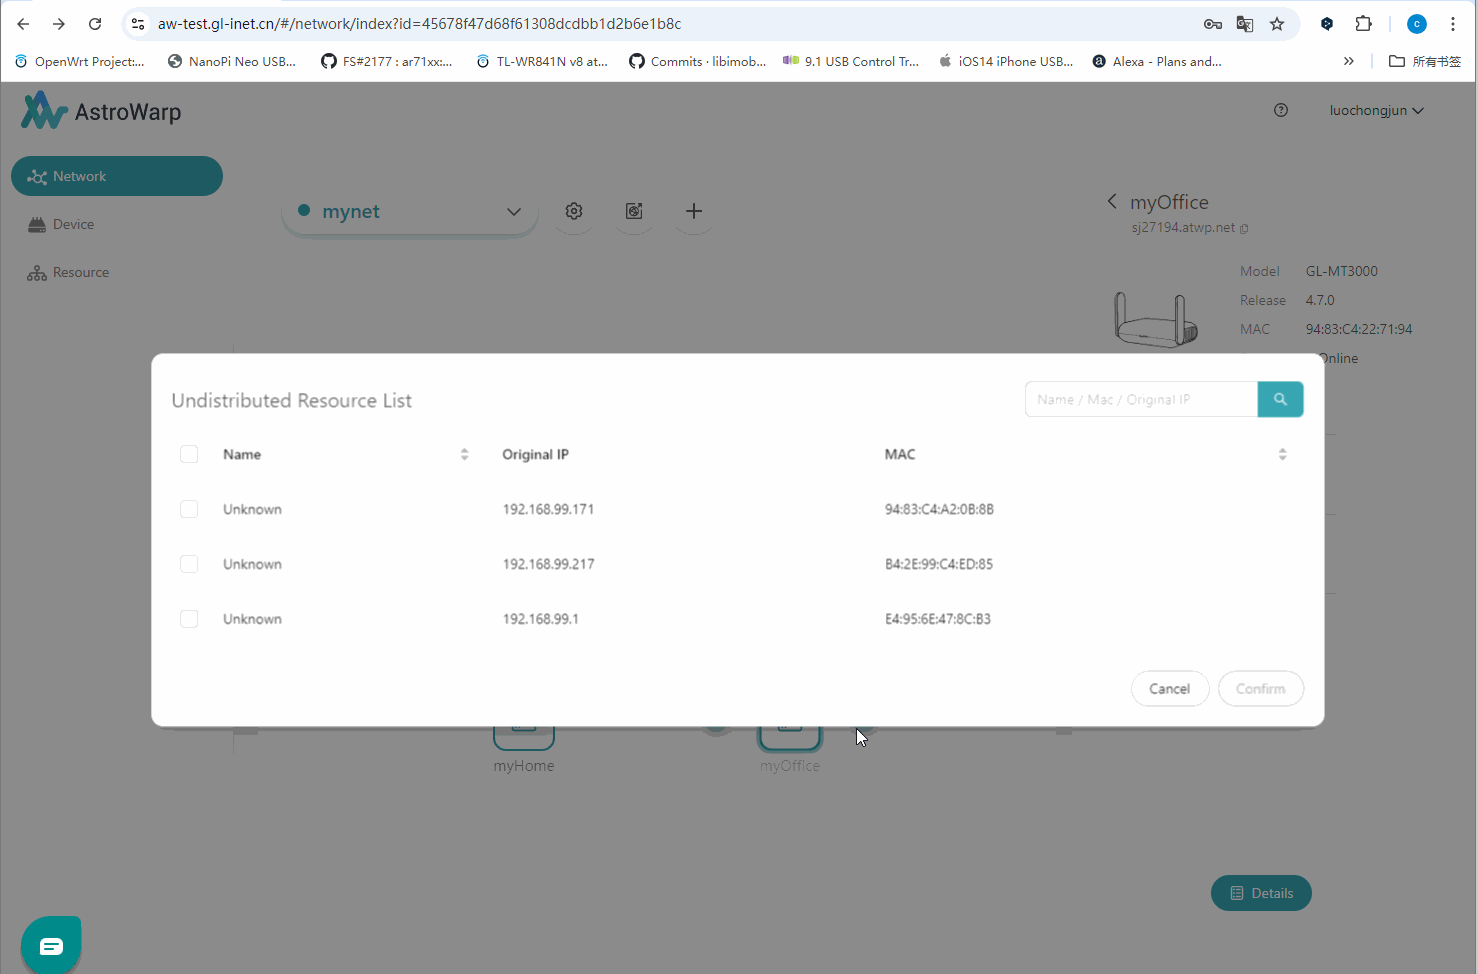 aw-test.gl-inet.cn/#/network/index?id=45678f47d68f61308dcdbb1d2b6e1b8c
OpenWrt Project:... NanoPi Neo USB... FS#2177 : ar71xx:... TL-WR841N v8 at... Commits · libimob... 9.1 USB Control Tr... iOS14 iPhone USB... Alexa - Plans and... » 所有书签
AstroWarp
luochongjun
Network
Device
Resource
mynet
myOffice
sj27194.atwp.net
Model GL-MT3000
Release 4.7.0
MAC 94:83:C4:22:71:94
Online
Undistributed Resource List
Name / Mac / Original IP
Name Original IP MAC
Unknown 192.168.99.171 94:83:C4:A2:0B:8B
Unknown 192.168.99.217 B4:2E:99:C4:ED:85
Unknown 192.168.99.1 E4:95:6E:47:8C:B3
Cancel Confirm
myHome myOffice
Details